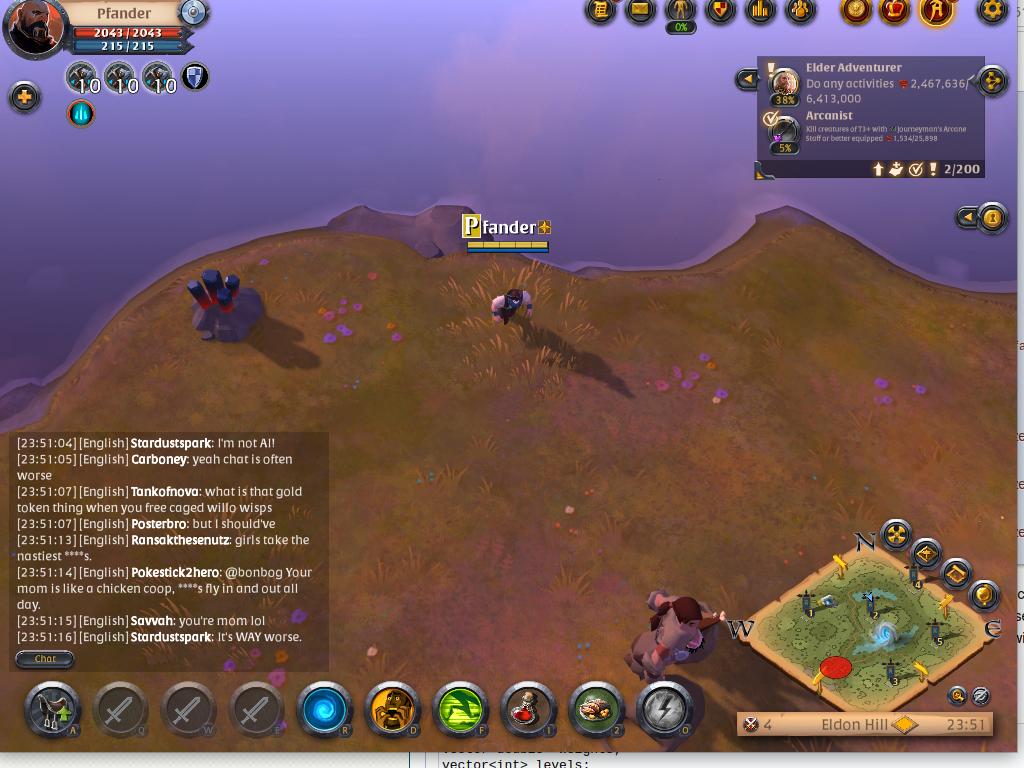 Pfander
2043 / 2043
215 / 215
10 10 10
0%
Elder Adventurer
Do any activities 2,467,636/
6,413,000
38%
Arcanist
Kill creatures of T3+ with Journeyman's Arcane
Staff or better equipped 1,534/25,898
5%
2/200
Pfander
[23:51:04] [English] Stardustspark: I'm not AI!
[23:51:05] [English] Carboney: yeah chat is often
worse
[23:51:07] [English] Tankofnova: what is that gold
token thing when you free caged willo wisps
[23:51:07] [English] Posterbro: but I should've
[23:51:13] [English] Ransakthesenutz: girls take the
nastiest ****s.
[23:51:14] [English] Pokestick2hero: @bonbog Your
mom is like a chicken coop, ****s fly in and out all
day.
[23:51:15] [English] Savvah: you're mom lol
[23:51:16] [English] Stardustspark: It's WAY worse.
Chat
A Q W E R D F 1 2 O
N
W
E
1 2 3 4 5
4 Eldon Hill 23:51
vector<int> levels;